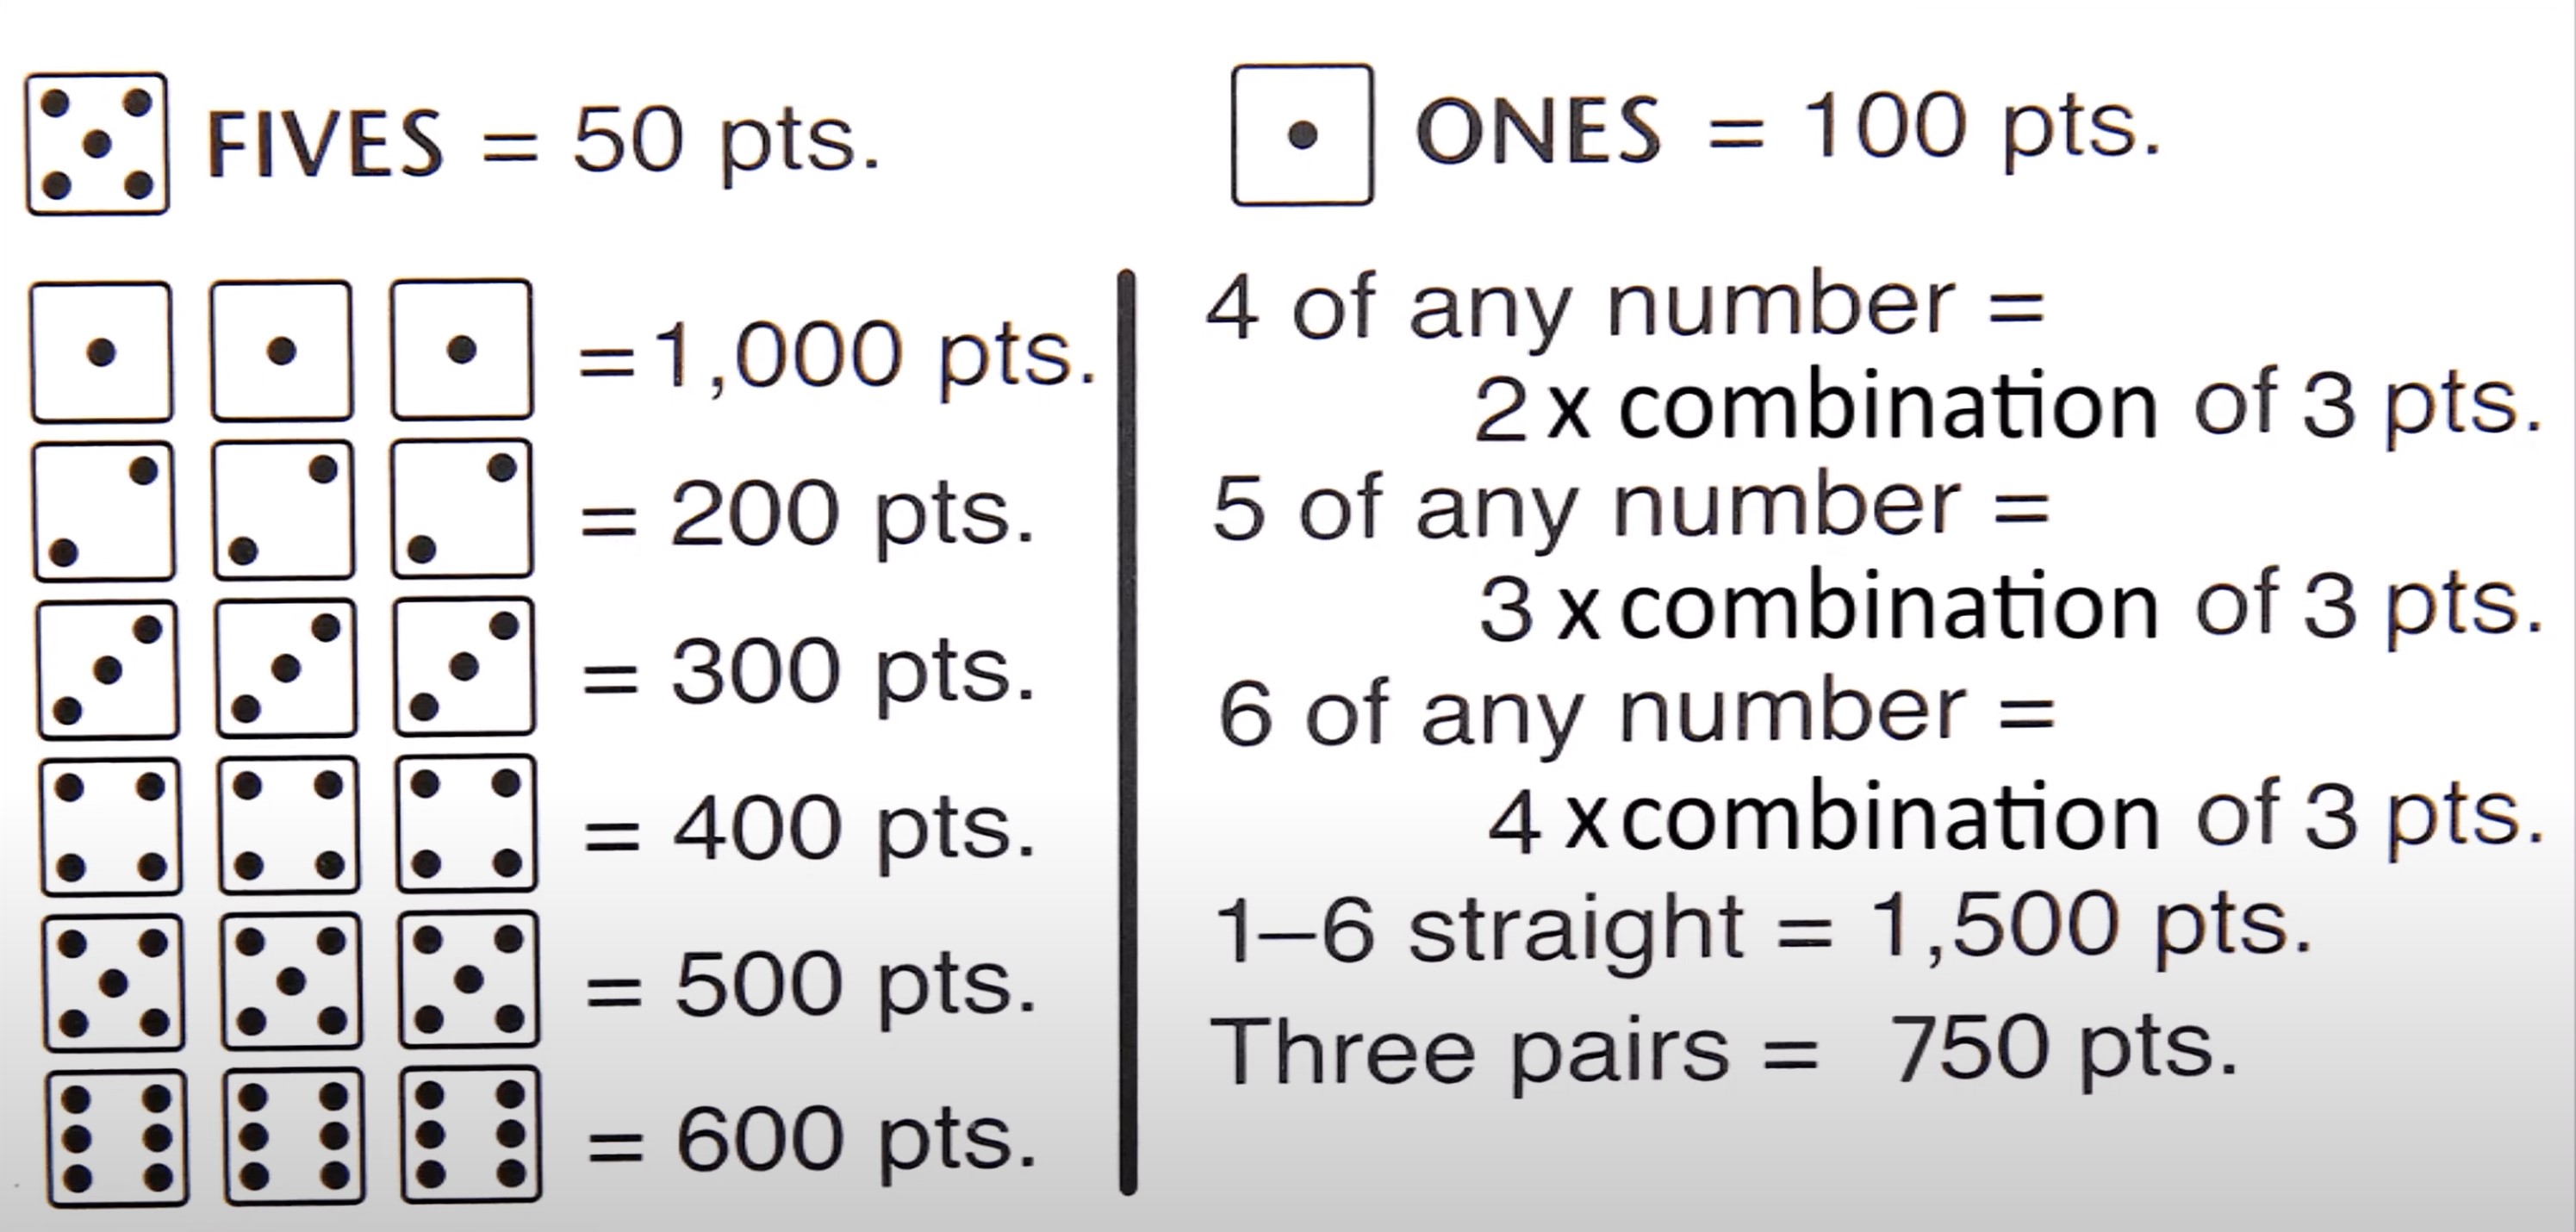 FIVES = 50 pts.
ONES = 100 pts.
=1,000 pts.
= 200 pts.
= 300 pts.
= 400 pts.
= 500 pts.
= 600 pts.
4 of any number =
2 x combination of 3 pts.
5 of any number =
3 x combination of 3 pts.
6 of any number =
4 x combination of 3 pts.
1–6 straight = 1,500 pts.
Three pairs = 750 pts.